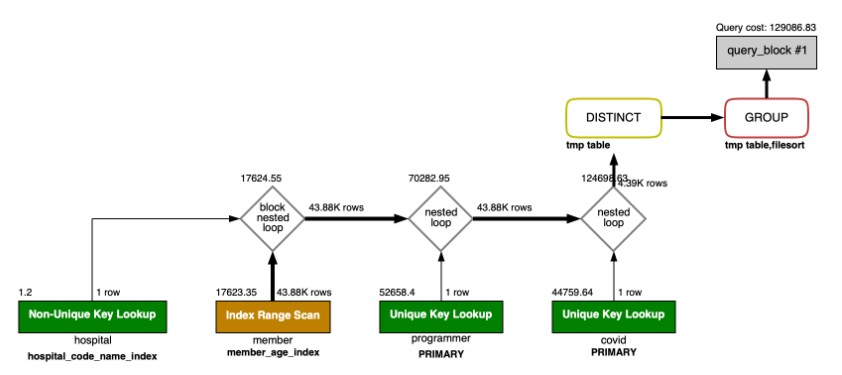 Query cost: 129086.83
query_block #1
DISTINCT
GROUP
tmp table
tmp table,filesort
17624.55
70282.95
124698.63
4.39K rows
block
nested
loop
43.88K rows
nested
loop
43.88K rows
nested
loop
1.2
1 row
17623.35
43.88K rows
52658.4
1 row
44759.64
1 row
Non-Unique Key Lookup
Index Range Scan
Unique Key Lookup
Unique Key Lookup
hospital
member
programmer
covid
hospital_code_name_index
member_age_index
PRIMARY
PRIMARY